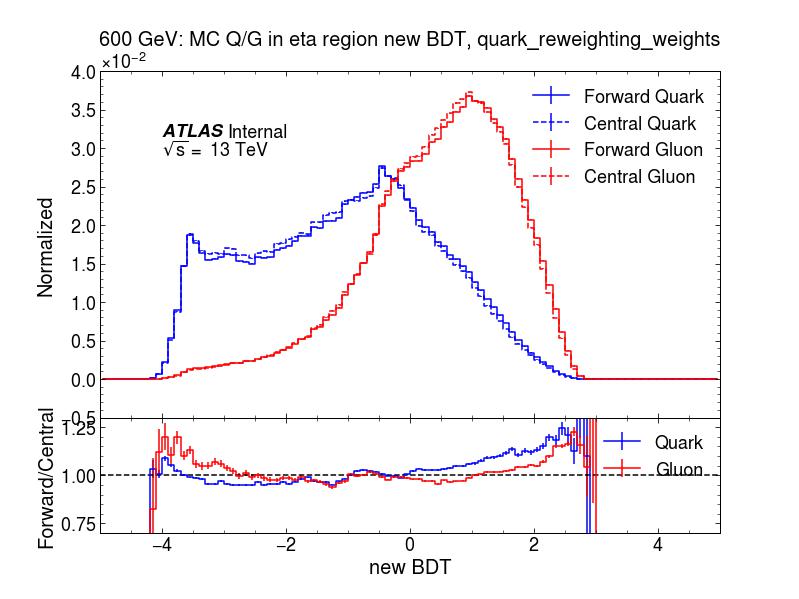 600 GeV: MC Q/G in eta region new BDT, quark_reweighting_weights
×10⁻²
4.0
3.5
3.0
2.5
2.0
1.5
1.0
0.5
0.0
−0.5
Normalized
ATLAS Internal
√s = 13 TeV
Forward Quark
Central Quark
Forward Gluon
Central Gluon
1.25
1.00
0.75
Forward/Central
Quark
Gluon
−4 −2 0 2 4
new BDT